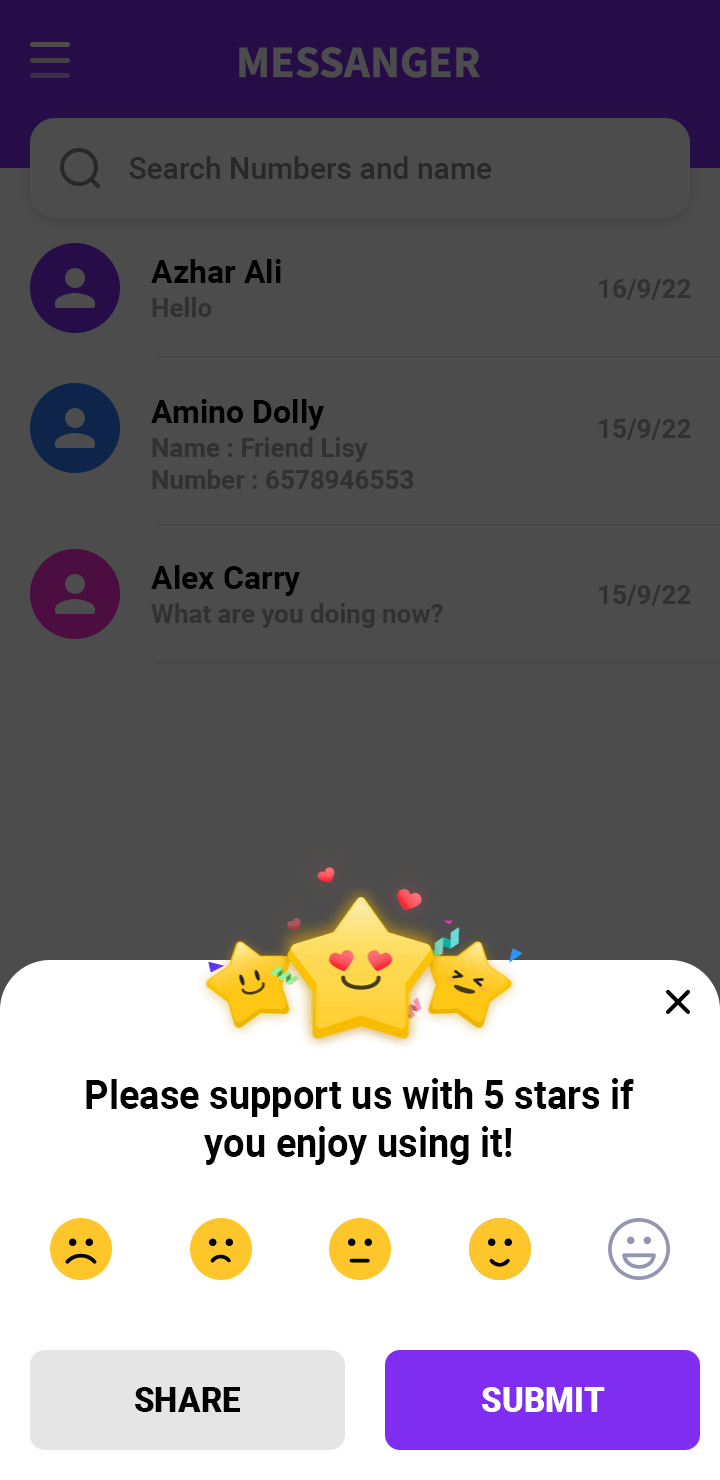 MESSANGER
Search Numbers and name
Azhar Ali
16/9/22
Hello
Amino Dolly
15/9/22
Name : Friend Lisy
Number : 6578946553
Alex Carry
15/9/22
What are you doing now?
Please support us with 5 stars if
you enjoy using it!
SHARE
SUBMIT